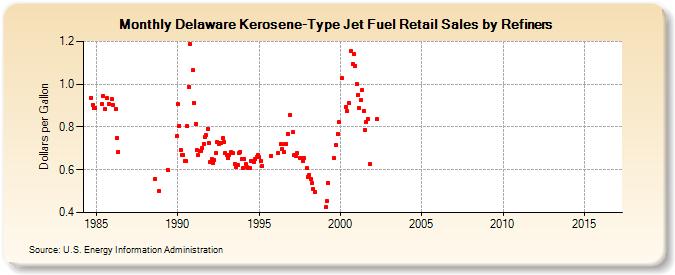 Monthly Delaware Kerosene-Type Jet Fuel Retail Sales by Refiners
Dollars per Gallon
1.2
1.0
0.8
0.6
0.4
1985 1990 1995 2000 2005 2010 2015
Source: U.S. Energy Information Administration